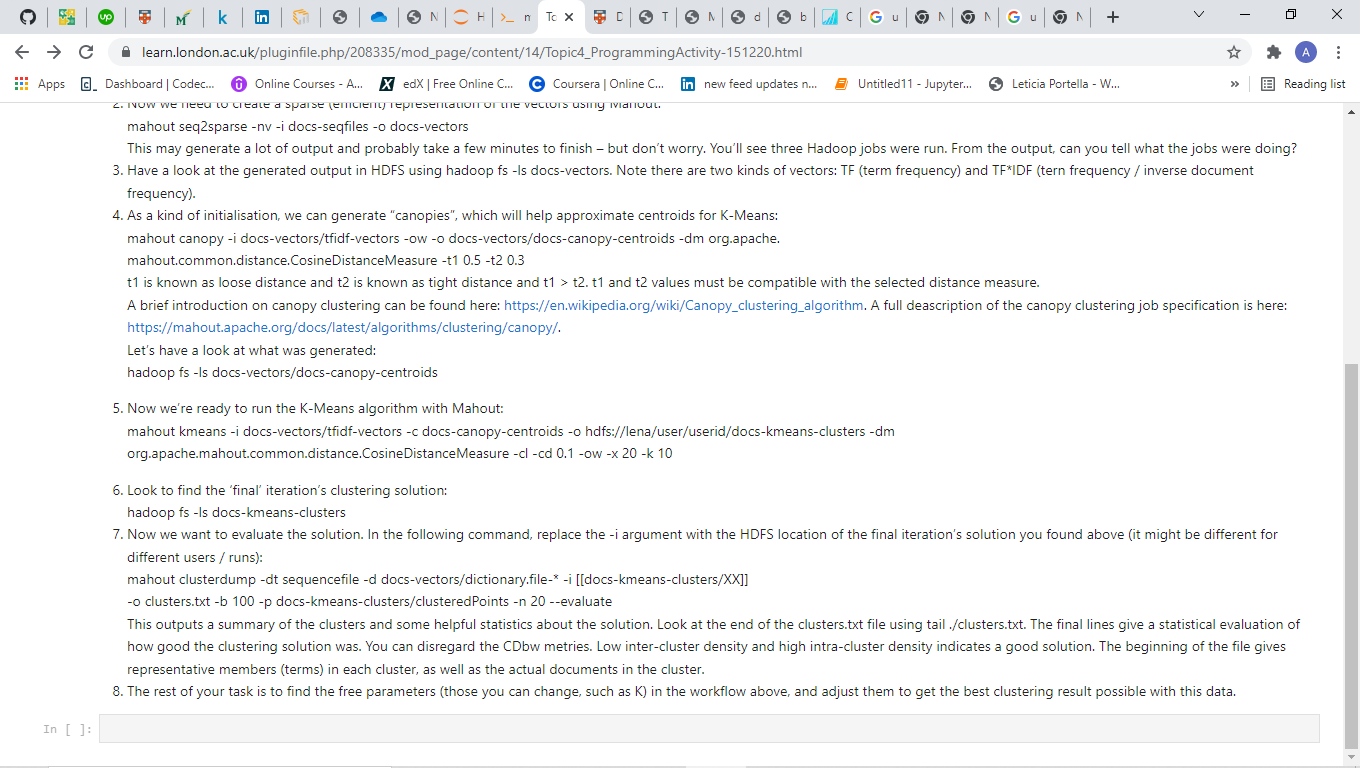 To
learn.london.ac.uk/pluginfile.php/208335/mod_page/content/14/Topic4_ProgrammingActivity-151220.html
A
Apps Dashboard | Codec... Online Courses - A... edX | Free Online C... Coursera | Online C... new feed updates n... Untitled11 - Jupyter... Leticia Portella - W... » Reading list
2. Now we need to create a sparse (efficient) representation of the vectors using Mahout:
mahout seq2sparse -nv -i docs-seqfiles -o docs-vectors
This may generate a lot of output and probably take a few minutes to finish – but don't worry. You'll see three Hadoop jobs were run. From the output, can you tell what the jobs were doing?
3. Have a look at the generated output in HDFS using hadoop fs -ls docs-vectors. Note there are two kinds of vectors: TF (term frequency) and TF*IDF (tern frequency / inverse document
frequency).
4. As a kind of initialisation, we can generate "canopies", which will help approximate centroids for K-Means:
mahout canopy -i docs-vectors/tfidf-vectors -ow -o docs-vectors/docs-canopy-centroids -dm org.apache.
mahout.common.distance.CosineDistanceMeasure -t1 0.5 -t2 0.3
t1 is known as loose distance and t2 is known as tight distance and t1 > t2. t1 and t2 values must be compatible with the selected distance measure.
A brief introduction on canopy clustering can be found here: https://en.wikipedia.org/wiki/Canopy_clustering_algorithm. A full deascription of the canopy clustering job specification is here:
https://mahout.apache.org/docs/latest/algorithms/clustering/canopy/.
Let's have a look at what was generated:
hadoop fs -ls docs-vectors/docs-canopy-centroids
5. Now we're ready to run the K-Means algorithm with Mahout:
mahout kmeans -i docs-vectors/tfidf-vectors -c docs-canopy-centroids -o hdfs://lena/user/userid/docs-kmeans-clusters -dm
org.apache.mahout.common.distance.CosineDistanceMeasure -cl -cd 0.1 -ow -x 20 -k 10
6. Look to find the 'final' iteration's clustering solution:
hadoop fs -ls docs-kmeans-clusters
7. Now we want to evaluate the solution. In the following command, replace the -i argument with the HDFS location of the final iteration's solution you found above (it might be different for
different users / runs):
mahout clusterdump -dt sequencefile -d docs-vectors/dictionary.file-* -i [[docs-kmeans-clusters/XX]]
-o clusters.txt -b 100 -p docs-kmeans-clusters/clusteredPoints -n 20 --evaluate
This outputs a summary of the clusters and some helpful statistics about the solution. Look at the end of the clusters.txt file using tail ./clusters.txt. The final lines give a statistical evaluation of
how good the clustering solution was. You can disregard the CDbw metries. Low inter-cluster density and high intra-cluster density indicates a good solution. The beginning of the file gives
representative members (terms) in each cluster, as well as the actual documents in the cluster.
8. The rest of your task is to find the free parameters (those you can change, such as K) in the workflow above, and adjust them to get the best clustering result possible with this data.
In [ ]: